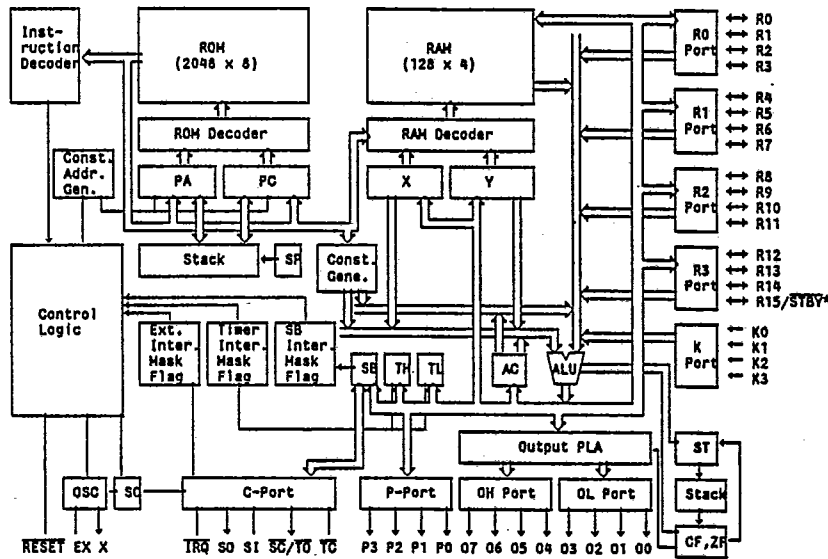 Inst-
ruction
Decoder
ROM
(2048 x 8)
RAM
(128 x 4)
R0
Port
R0
R1
R2
R3
ROM Decoder
RAM Decoder
R1
Port
R4
R5
R6
R7
Const.
Addr.
Gen.
PA
PC
X
Y
R2
Port
R8
R9
R10
R11
Stack
SP
Const.
Gene.
R3
Port
R12
R13
R14
R15/STBY
Control
Logic
Ext.
Inter.
Mask
Flag
Timer
Inter.
Mask
Flag
SB
Inter.
Mask
Flag
SB
TH
TL
AC
ALU
K
Port
K0
K1
K2
K3
Output PLA
ST
OSC
SC
C-Port
P-Port
OH Port
OL Port
Stack
CF,ZF
RESET EX X
IRQ SO SI SC/TO TC
P3 P2 P1 P0
O7 O6 O5 O4 O3 O2 O1 O0